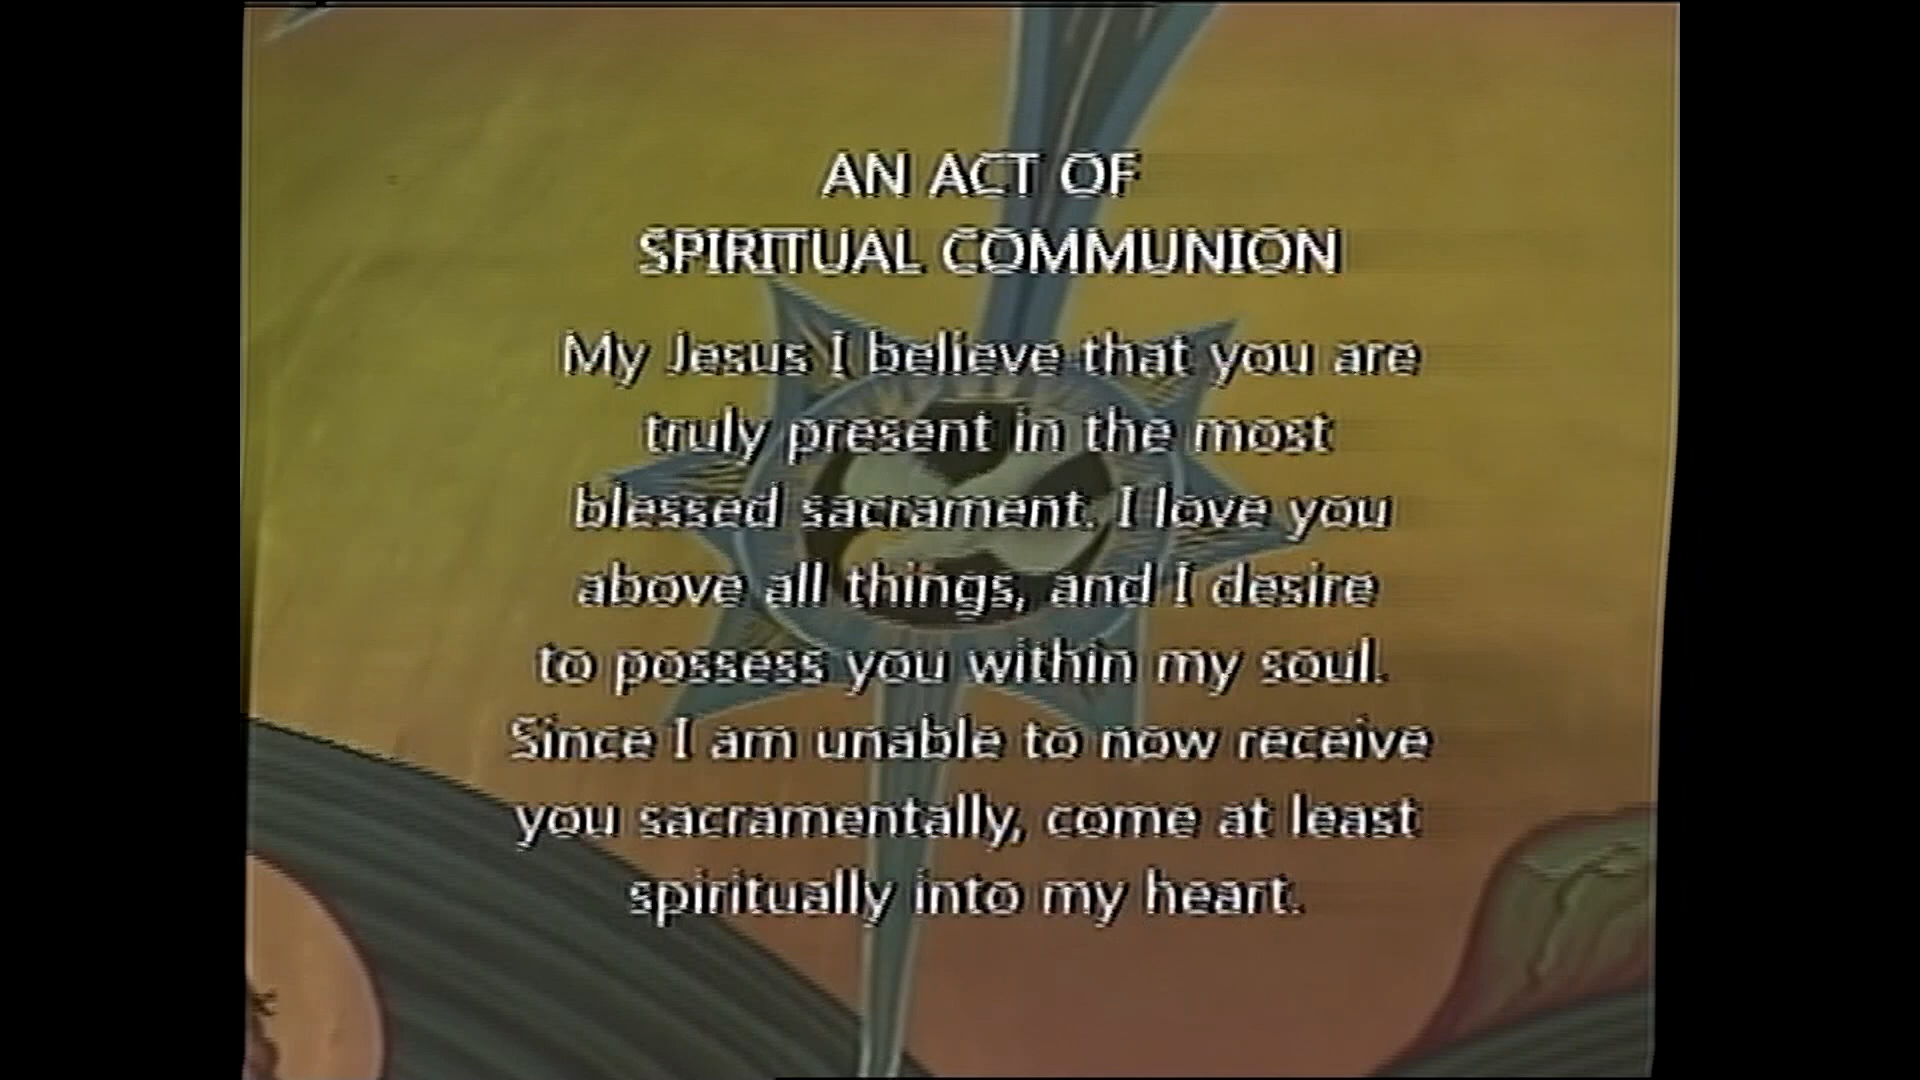 AN ACT OF
SPIRITUAL COMMUNION
My Jesus I believe that you are
truly present in the most
blessed sacrament. I love you
above all things, and I desire
to possess you within my soul.
Since I am unable to now receive
you sacramentally, come at least
spiritually into my heart.